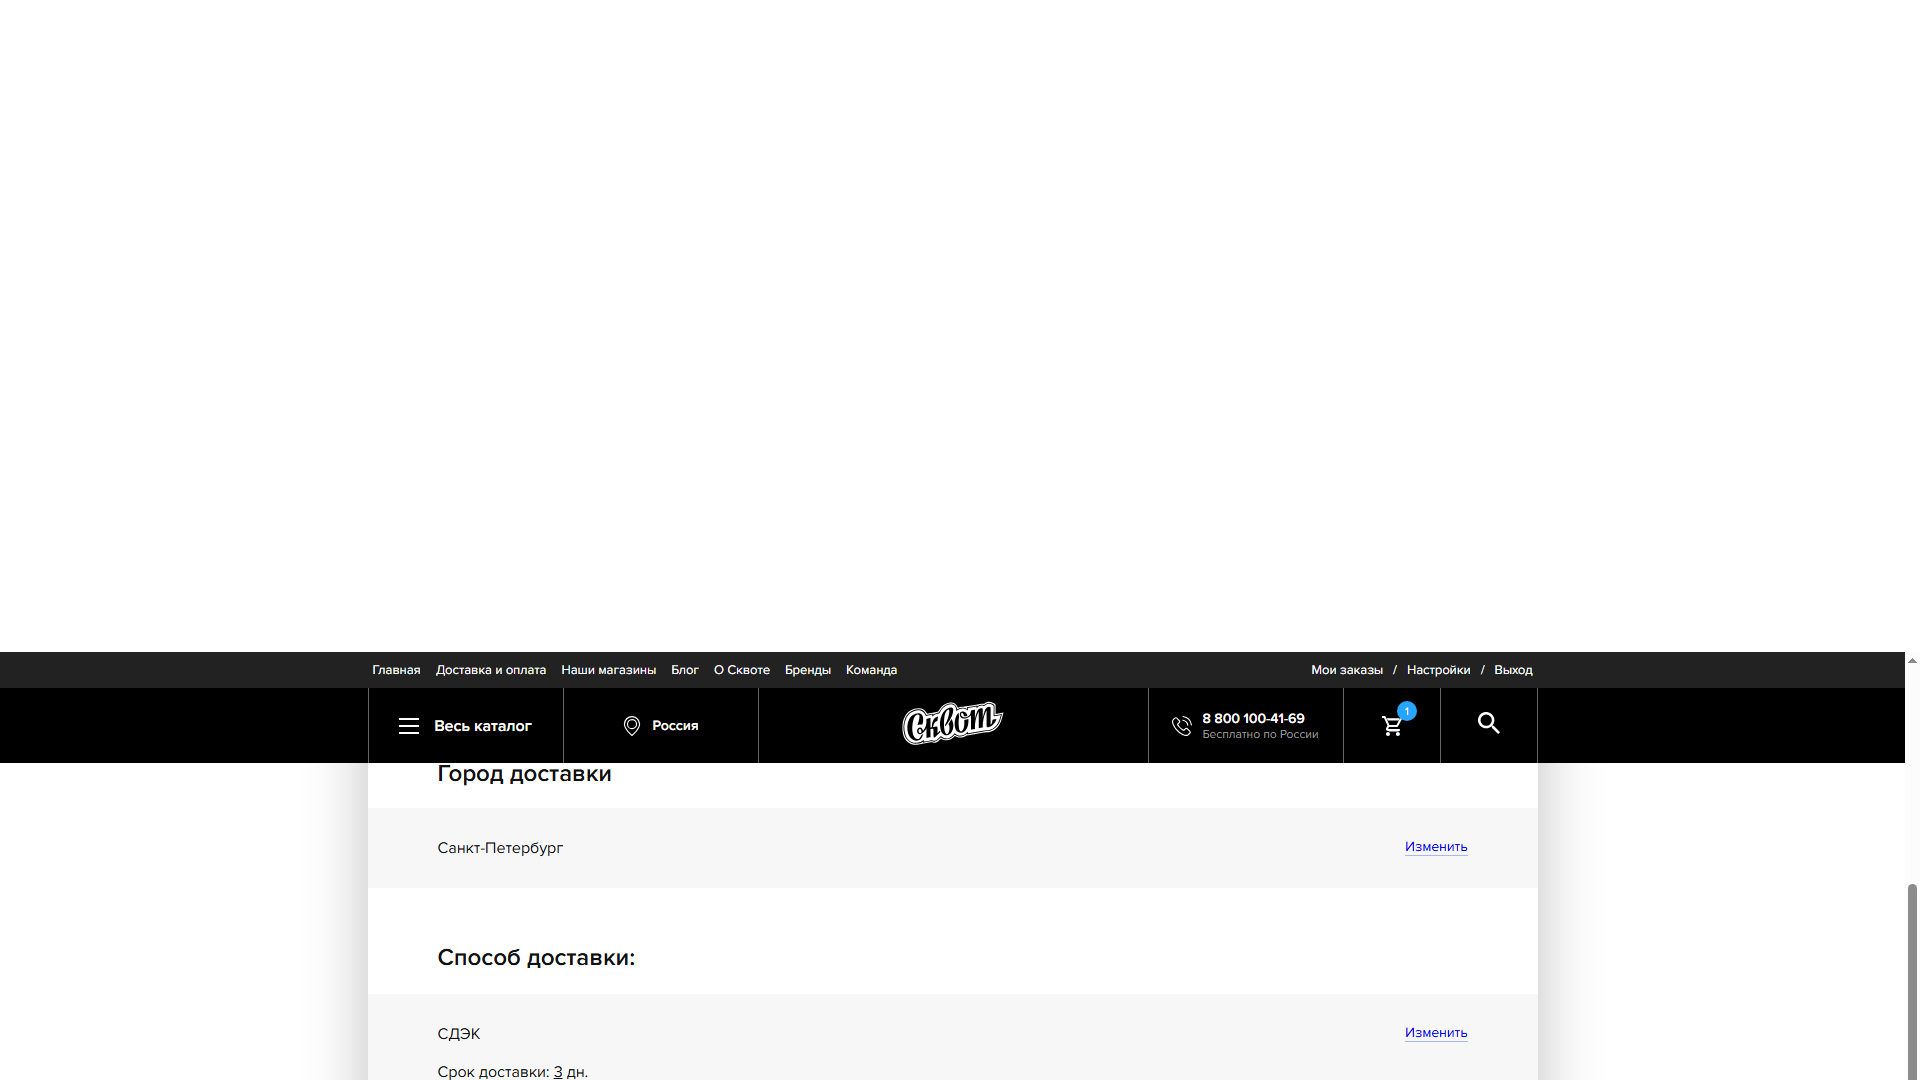 Главная Доставка и оплата Наши магазины Блог О Сквоте Бренды Команда Мои заказы / Настройки / Выход
Весь каталог Россия Сквот 8 800 100-41-69 1
Бесплатно по России
Город доставки
Санкт-Петербург Изменить
Способ доставки:
СДЭК Изменить
Срок доставки: 3 дн.